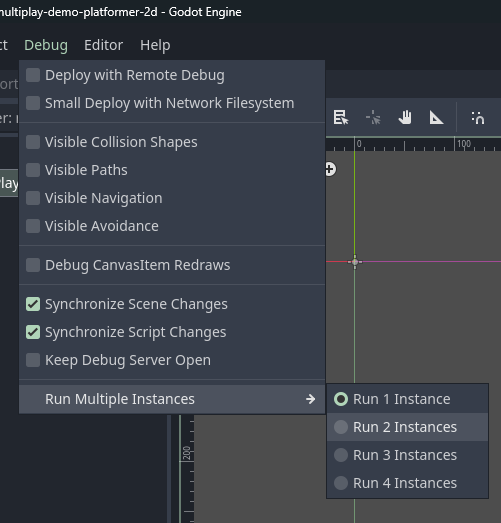 multiplay-demo-platformer-2d - Godot Engine
ct Debug Editor Help
Deploy with Remote Debug
Small Deploy with Network Filesystem
Visible Collision Shapes
Visible Paths
Visible Navigation
Visible Avoidance
Debug CanvasItem Redraws
Synchronize Scene Changes
Synchronize Script Changes
Keep Debug Server Open
Run Multiple Instances
Run 1 Instance
Run 2 Instances
Run 3 Instances
Run 4 Instances
ort
er:
Play
0
100
200